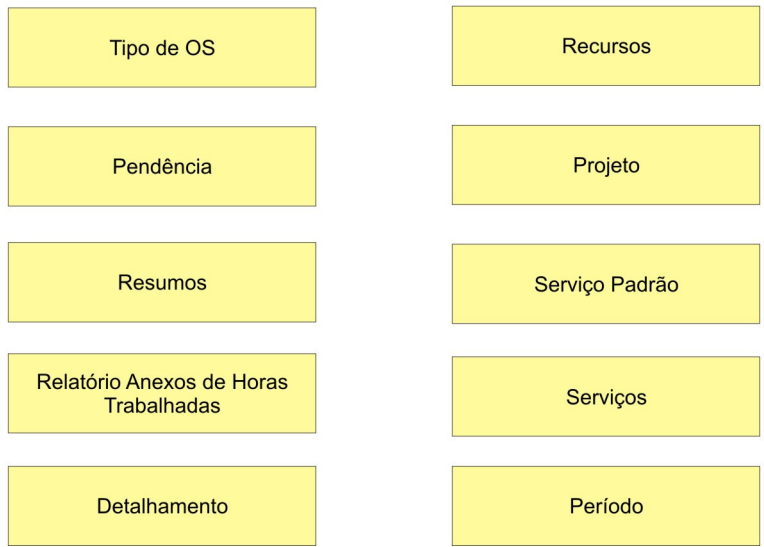 Tipo de OS
Recursos
Pendência
Projeto
Resumos
Serviço Padrão
Relatório Anexos de Horas
Trabalhadas
Serviços
Detalhamento
Período